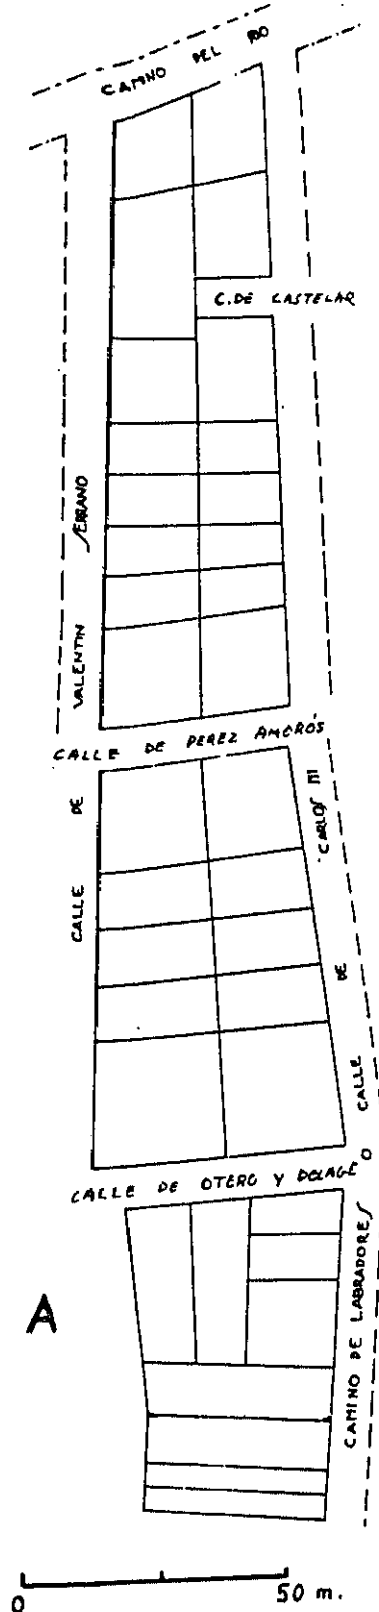 CAMINO DEL RIO
C. DE CASTELAR
CALLE DE VALENTIN SERRANO
CALLE DE PEREZ AMORÓS
CALLE DE CARLOS III
O
CALLE DE OTERO Y DELAGE
CAMINO DE LABRADORES
A
0 50 m.